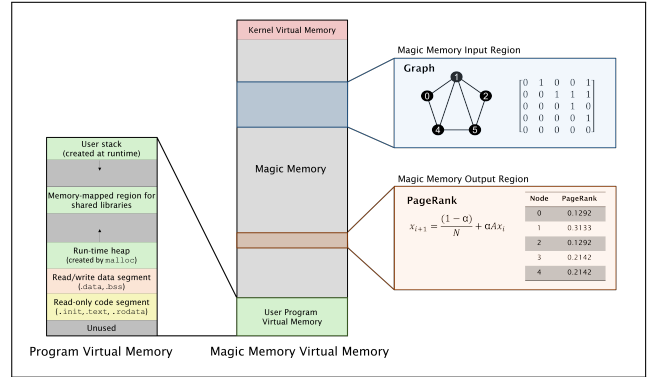 Kernel Virtual Memory
Magic Memory
User Program
Virtual Memory
Magic Memory Virtual Memory
User stack
(created at runtime)
Memory-mapped region for
shared libraries
Run-time heap
(created by malloc)
Read/write data segment
(.data, .bss)
Read-only code segment
(.init, .text, .rodata)
Unused
Program Virtual Memory
Magic Memory Input Region
Graph
1
0
2
4
5
0 1 0 0 1
0 0 1 1 1
0 0 0 1 0
0 0 0 0 1
0 0 0 0 0
Magic Memory Output Region
PageRank
x_{i+1} = (1 − α)/N + αAx_i
Node PageRank
0 0.1292
1 0.3133
2 0.1292
3 0.2142
4 0.2142